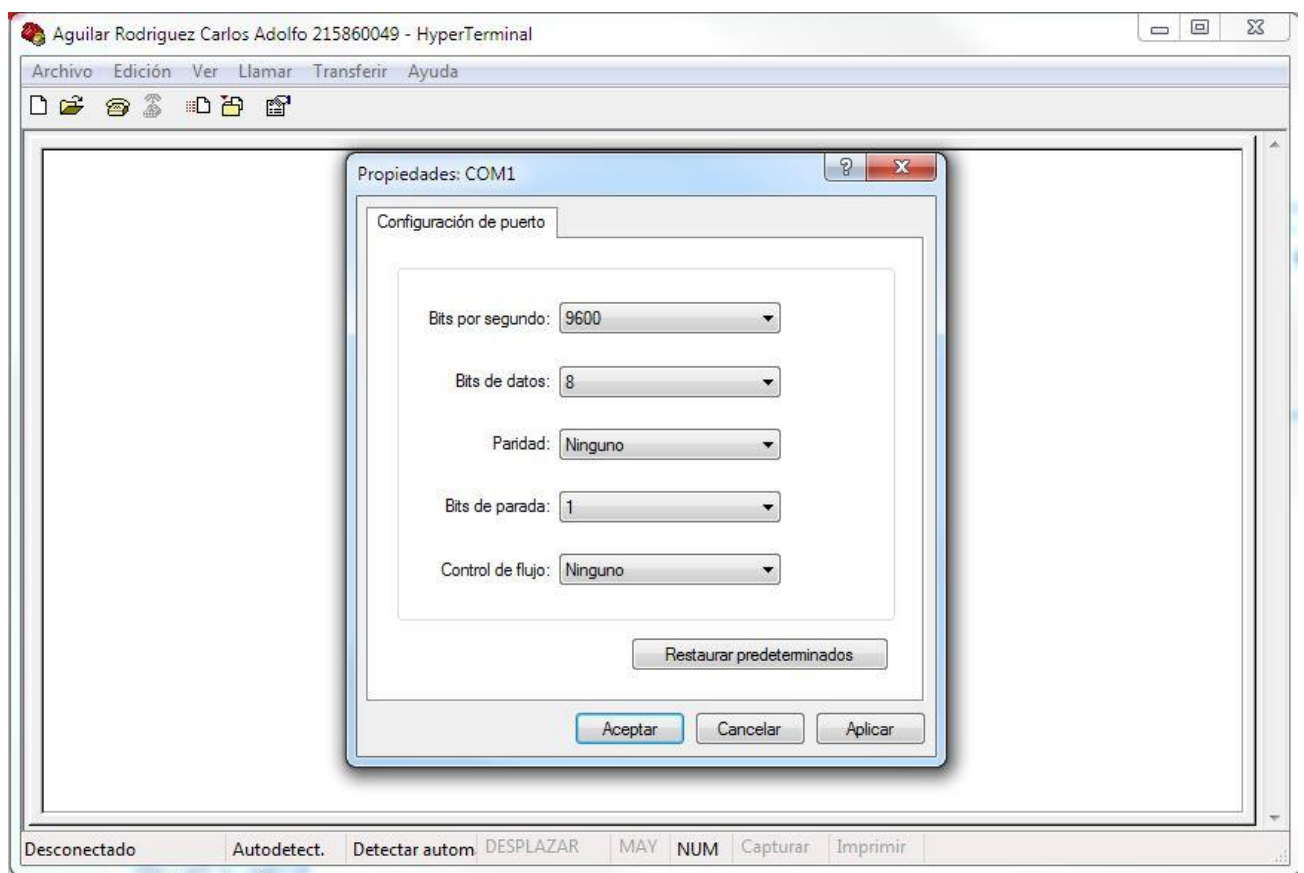 Aguilar Rodriguez Carlos Adolfo 215860049 - HyperTerminal
Archivo Edición Ver Llamar Transferir Ayuda
Propiedades: COM1
Configuración de puerto
Bits por segundo: 9600
Bits de datos: 8
Paridad: Ninguno
Bits de parada: 1
Control de flujo: Ninguno
Restaurar predeterminados
Aceptar Cancelar Aplicar
Desconectado Autodetect. Detectar autom. DESPLAZAR MAY NUM Capturar Imprimir